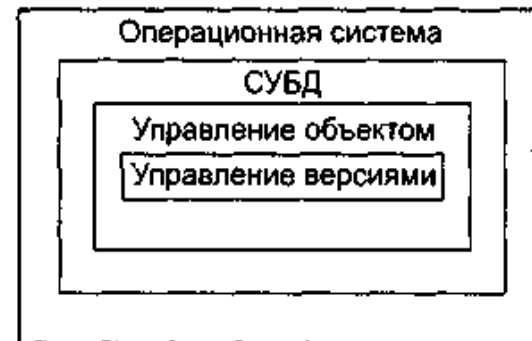 Операционная система
СУБД
Управление объектом
Управление версиями